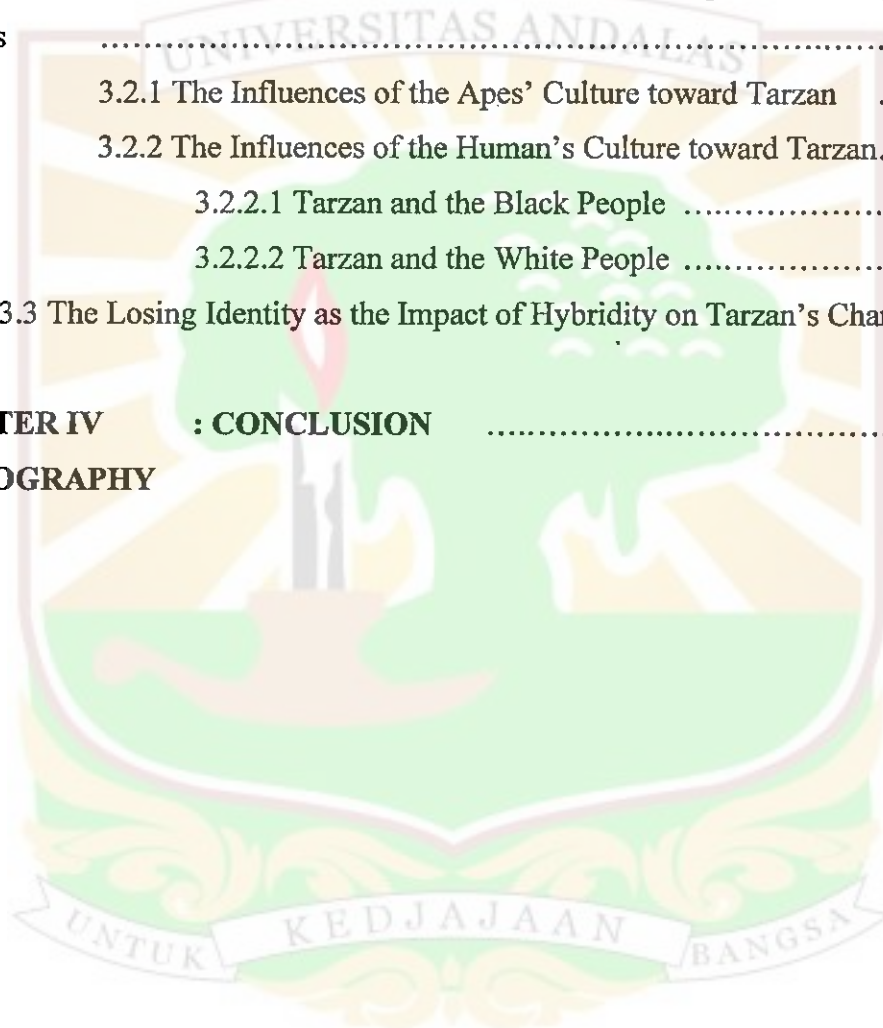 UNIVERSITAS ANDALAS
s ........................................................................
3.2.1 The Influences of the Apes’ Culture toward Tarzan .
3.2.2 The Influences of the Human’s Culture toward Tarzan.
3.2.2.1 Tarzan and the Black People .....................
3.2.2.2 Tarzan and the White People .....................
3.3 The Losing Identity as the Impact of Hybridity on Tarzan’s Char
TER IV : CONCLUSION ........................................
OGRAPHY
UNTUK KEDJAJAAN BANGSA